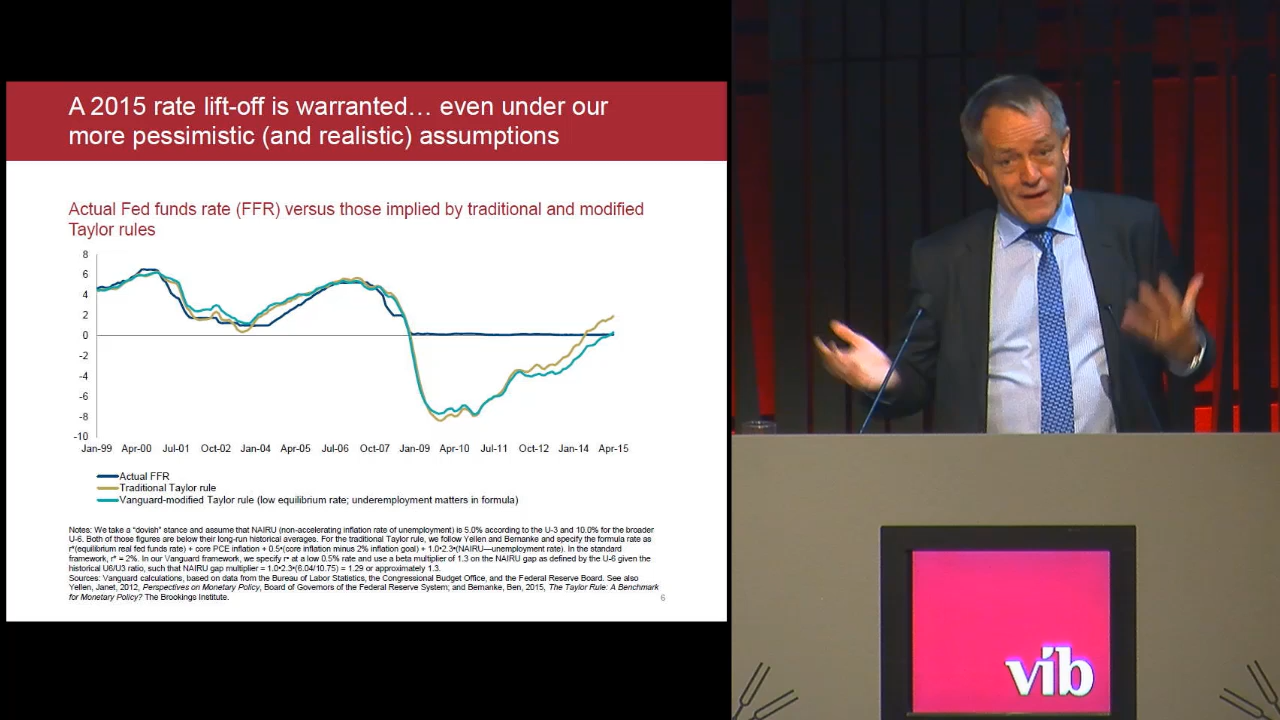 A 2015 rate lift-off is warranted… even under our
more pessimistic (and realistic) assumptions
Actual Fed funds rate (FFR) versus those implied by traditional and modified
Taylor rules
8
6
4
2
0
-2
-4
-6
-8
-10
Jan-99 Apr-00 Jul-01 Oct-02 Jan-04 Apr-05 Jul-06 Oct-07 Jan-09 Apr-10 Jul-11 Oct-12 Jan-14 Apr-15
Actual FFR
Traditional Taylor rule
Vanguard-modified Taylor rule (low equilibrium rate; underemployment matters in formula)
Notes: We take a "dovish" stance and assume that NAIRU (non-accelerating inflation rate of unemployment) is 5.0% according to the U-3 and 10.0% for the broader
U-6. Both of those figures are below their long-run historical averages. For the traditional Taylor rule, we follow Yellen and Bernanke and specify the formula rate as
r*(equilibrium real fed funds rate) + core PCE inflation + 0.5*(core inflation minus 2% inflation goal) + 1.0*2.3*(NAIRU—unemployment rate). In the standard
framework, r* = 2%. In our Vanguard framework, we specify r* at a low 0.5% rate and use a beta multiplier of 1.3 on the NAIRU gap as defined by the U-6 given the
historical U6/U3 ratio, such that NAIRU gap multiplier = 1.0*2.3*(6.04/10.75) = 1.29 or approximately 1.3.
Sources: Vanguard calculations, based on data from the Bureau of Labor Statistics, the Congressional Budget Office, and the Federal Reserve Board. See also
Yellen, Janet, 2012, Perspectives on Monetary Policy, Board of Governors of the Federal Reserve System; and Bernanke, Ben, 2015, The Taylor Rule: A Benchmark
for Monetary Policy? The Brookings Institute.
6
vib